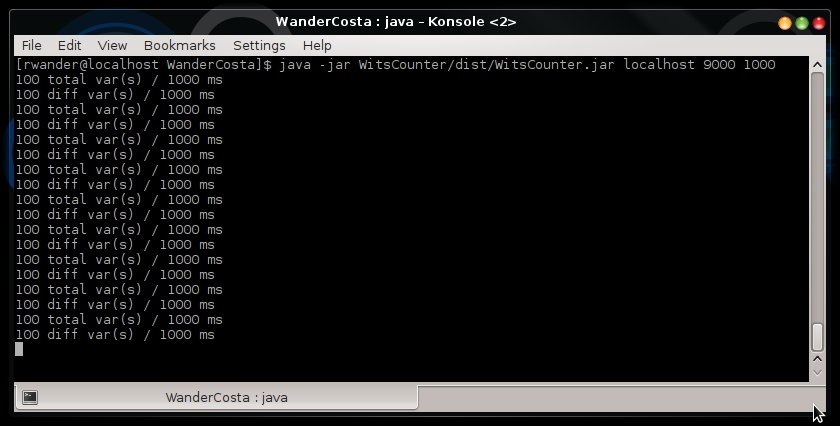 WanderCosta : java – Konsole <2>
File Edit View Bookmarks Settings Help
[rwander@localhost WanderCosta]$ java -jar WitsCounter/dist/WitsCounter.jar localhost 9000 1000
100 total var(s) / 1000 ms
100 diff var(s) / 1000 ms
100 total var(s) / 1000 ms
100 diff var(s) / 1000 ms
100 total var(s) / 1000 ms
100 diff var(s) / 1000 ms
100 total var(s) / 1000 ms
100 diff var(s) / 1000 ms
100 total var(s) / 1000 ms
100 diff var(s) / 1000 ms
100 total var(s) / 1000 ms
100 diff var(s) / 1000 ms
100 total var(s) / 1000 ms
100 diff var(s) / 1000 ms
100 total var(s) / 1000 ms
100 diff var(s) / 1000 ms
100 total var(s) / 1000 ms
100 diff var(s) / 1000 ms
WanderCosta : java